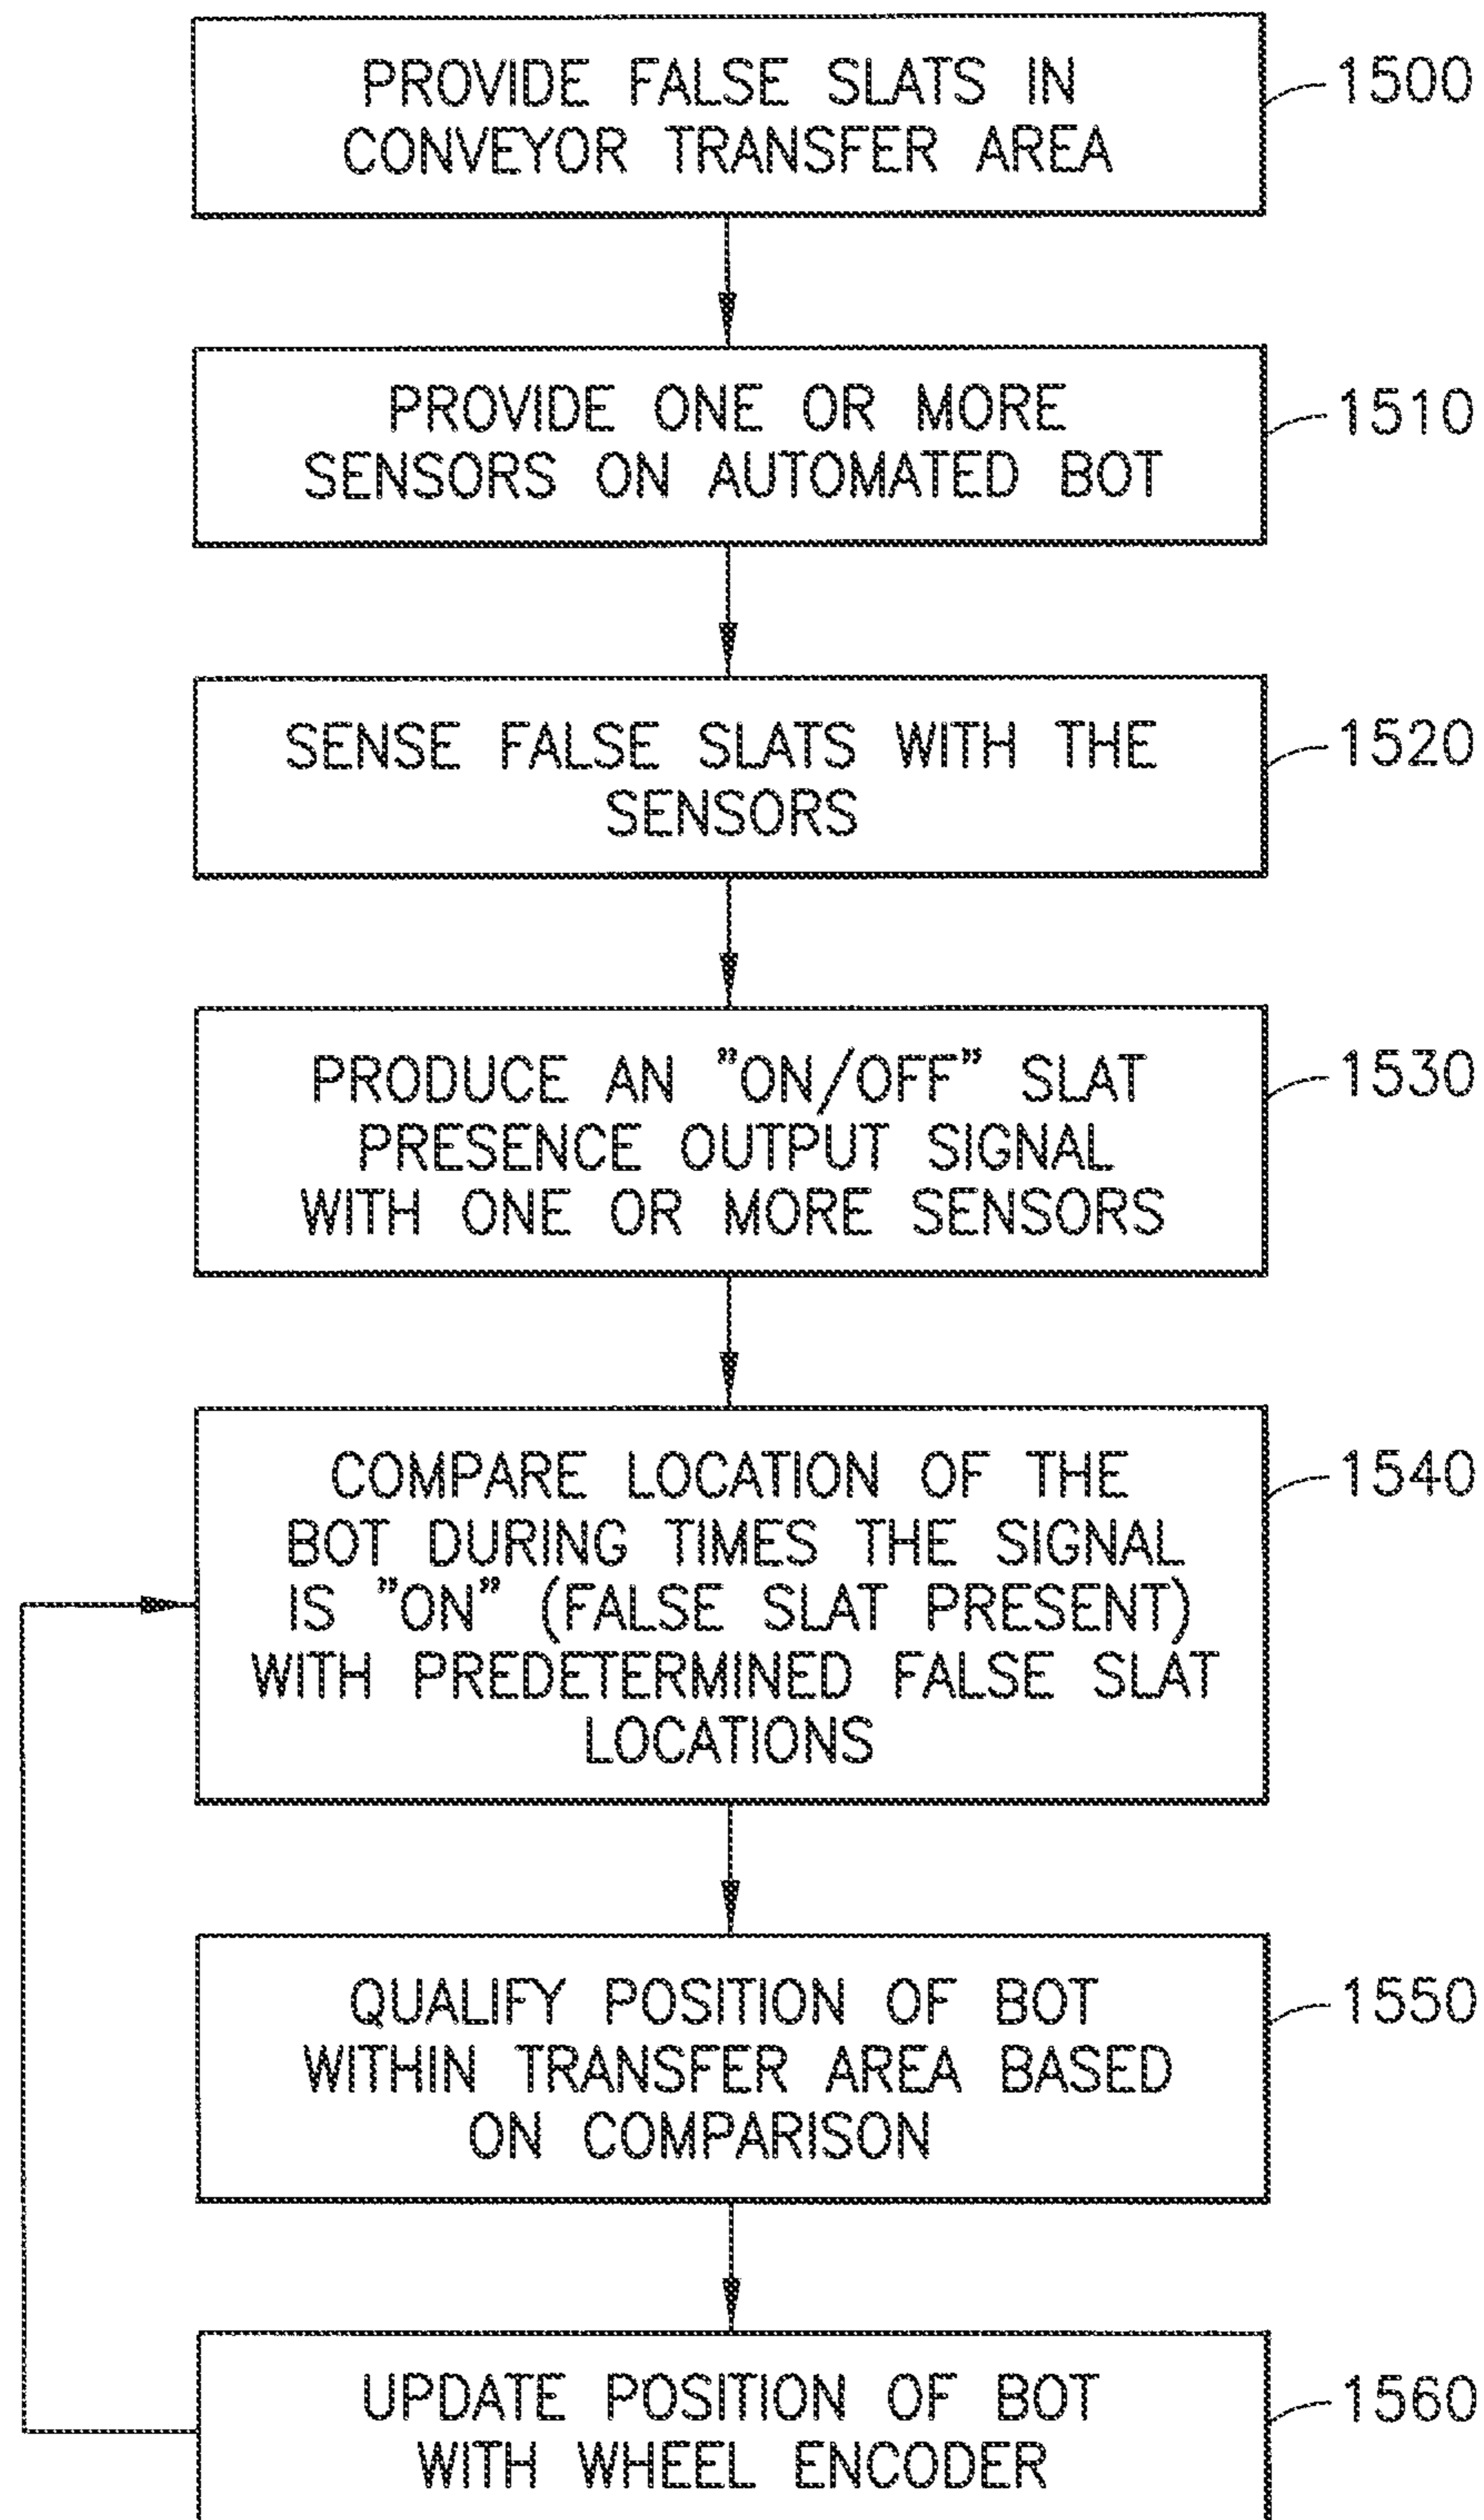 PROVIDE FALSE SLATS IN
CONVEYOR TRANSFER AREA
1500
PROVIDE ONE OR MORE
SENSORS ON AUTOMATED BOT
1510
SENSE FALSE SLATS WITH THE
SENSORS
1520
PRODUCE AN "ON/OFF" SLAT
PRESENCE OUTPUT SIGNAL
WITH ONE OR MORE SENSORS
1530
COMPARE LOCATION OF THE
BOT DURING TIMES THE SIGNAL
IS "ON" (FALSE SLAT PRESENT)
WITH PREDETERMINED FALSE SLAT
LOCATIONS
1540
QUALIFY POSITION OF BOT
WITHIN TRANSFER AREA BASED
ON COMPARISON
1550
UPDATE POSITION OF BOT
WITH WHEEL ENCODER
1560